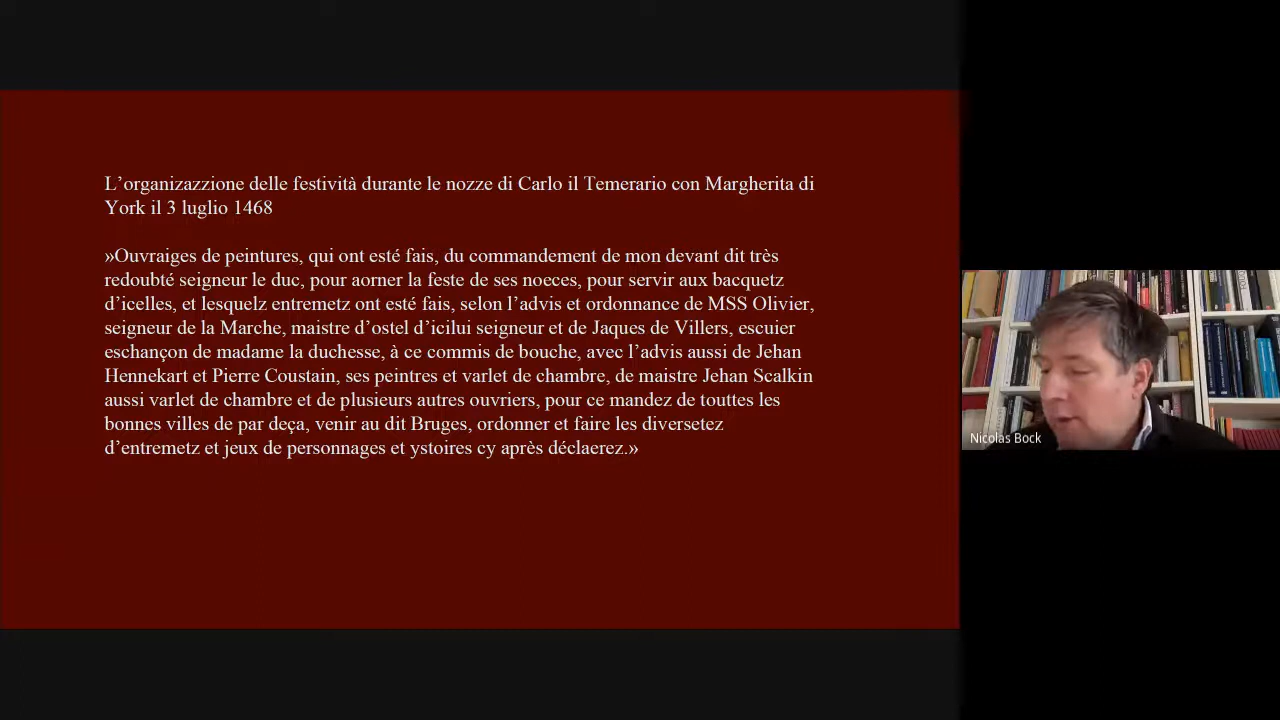 L’organizazzione delle festività durante le nozze di Carlo il Temerario con Margherita di
York il 3 luglio 1468
»Ouvraiges de peintures, qui ont esté fais, du commandement de mon devant dit très
redoubté seigneur le duc, pour aorner la feste de ses noeces, pour servir aux bacquetz
d’icelles, et lesquelz entremetz ont esté fais, selon l’advis et ordonnance de MSS Olivier,
seigneur de la Marche, maistre d’ostel d’icilui seigneur et de Jaques de Villers, escuier
eschançon de madame la duchesse, à ce commis de bouche, avec l’advis aussi de Jehan
Hennekart et Pierre Coustain, ses peintres et varlet de chambre, de maistre Jehan Scalkin
aussi varlet de chambre et de plusieurs autres ouvriers, pour ce mandez de touttes les
bonnes villes de par deça, venir au dit Bruges, ordonner et faire les diversetez
d’entremetz et jeux de personnages et ystoires cy après déclaerez.»
Nicolas Bock